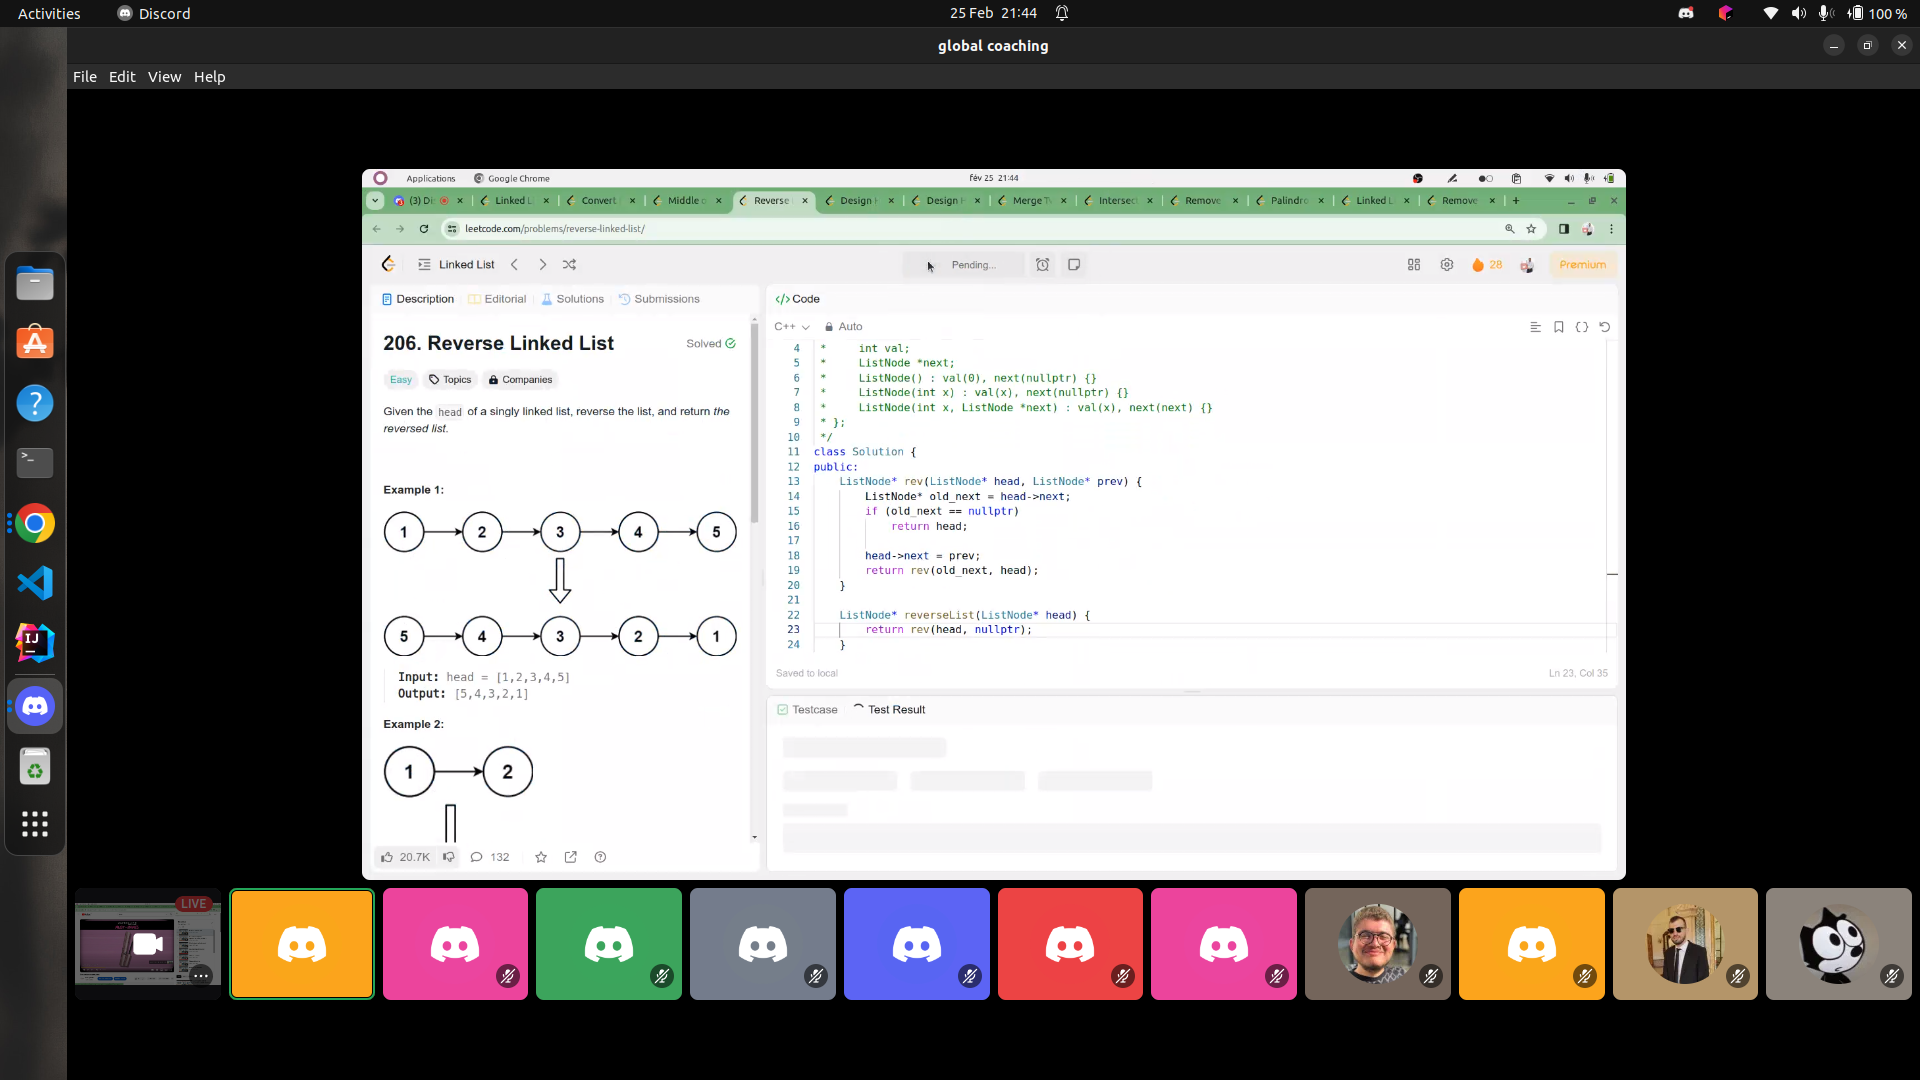 Activities
Discord
25 Feb 21:44
100 %
global coaching
File Edit View Help
Applications
Google Chrome
fév 25 21:44
(3) Di
Linked L
Convert
Middle o
Reverse
Design H
Design H
Merge T
Intersect
Remove
Palindro
Linked L
Remove
leetcode.com/problems/reverse-linked-list/
Linked List
Pending...
28
Premium
Description
Editorial
Solutions
Submissions
206. Reverse Linked List
Solved
Easy
Topics
Companies
Given the head of a singly linked list, reverse the list, and return the
reversed list.
Example 1:
1 2 3 4 5
5 4 3 2 1
Input: head = [1,2,3,4,5]
Output: [5,4,3,2,1]
Example 2:
1 2
20.7K
132
Code
C++
Auto
4 * int val;
5 * ListNode *next;
6 * ListNode() : val(0), next(nullptr) {}
7 * ListNode(int x) : val(x), next(nullptr) {}
8 * ListNode(int x, ListNode *next) : val(x), next(next) {}
9 * };
10 */
11 class Solution {
12 public:
13 ListNode* rev(ListNode* head, ListNode* prev) {
14 ListNode* old_next = head->next;
15 if (old_next == nullptr)
16 return head;
17
18 head->next = prev;
19 return rev(old_next, head);
20 }
21
22 ListNode* reverseList(ListNode* head) {
23 return rev(head, nullptr);
24 }
Saved to local
Ln 23, Col 35
Testcase
Test Result
LIVE